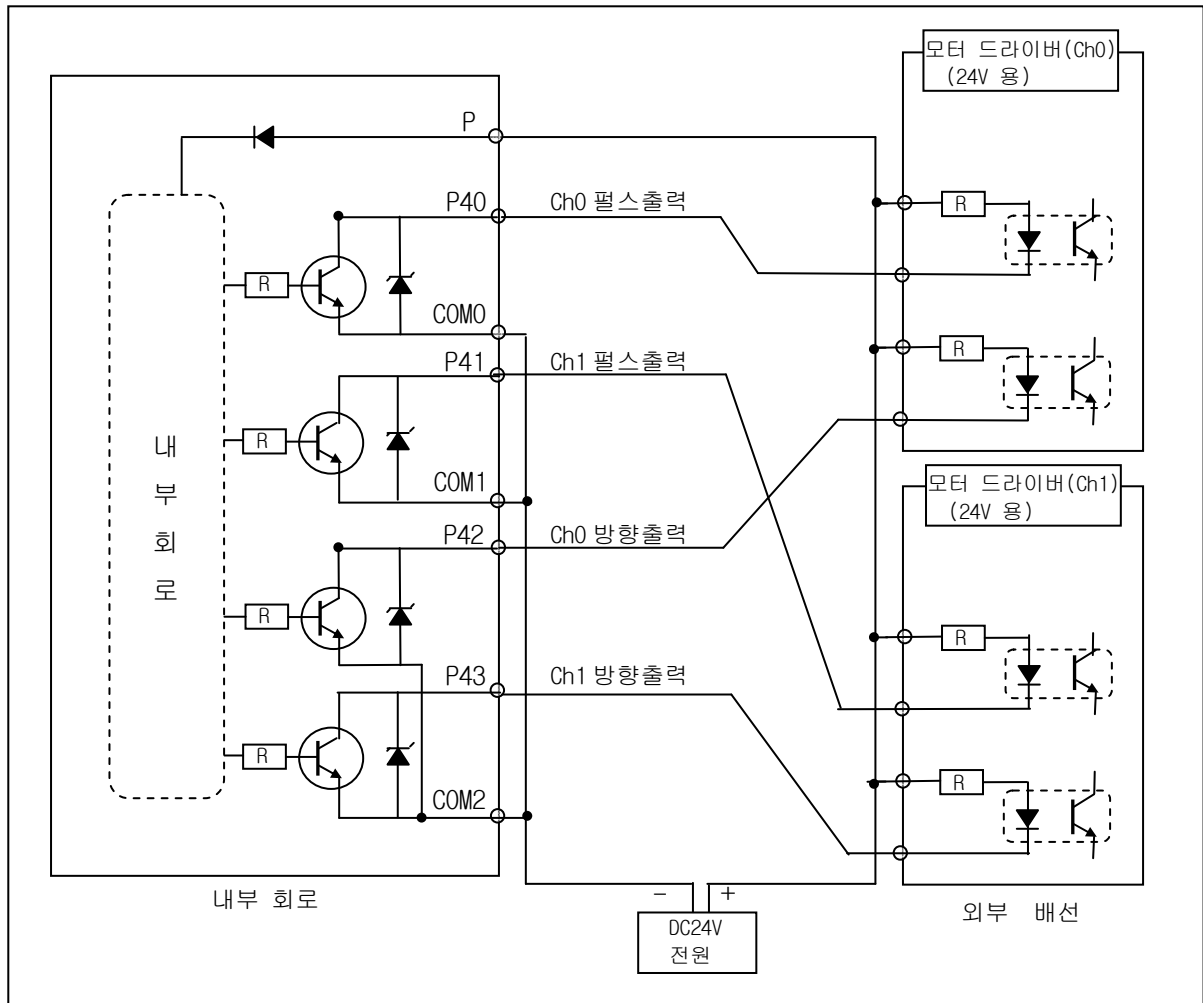 모터 드라이버(Ch0)
(24V 용)
P
P40
Ch0 펄스출력
R
R
COM0
P41
Ch1 펄스출력
R
R
COM1
P42
Ch0 방향출력
모터 드라이버(Ch1)
(24V 용)
내
부
회
로
R
R
P43
Ch1 방향출력
R
R
COM2
내부 회로
-
+
DC24V
전원
외부 배선